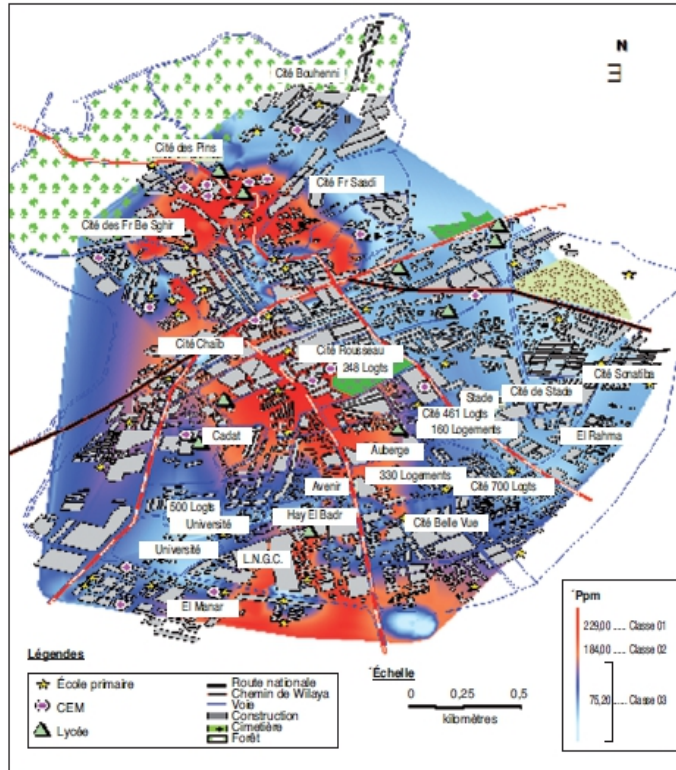 N
Cité Bouhenni
Cité des Pins
Cité Fr Saadi
Cité des Fr Be Sghir
Cité Chaïb
Cité Rousseau
248 Logts
Cité Sonatiba
Stade
Cité de Stade
Cité 461 Logts
160 Logements
El Rahma
Cadat
Auberge
330 Logements
Avenir
Cité 700 Logts
500 Logts
Hay El Badr
Université
Cité Belle Vue
Université
L.N.G.C.
El Manar
Ppm
229,00 .... Classe 01
184,00 .... Classe 02
75,20 .... Classe 03
Légendes
École primaire
CEM
Lycée
Route nationale
Chemin de Wilaya
Voie
Construction
Cimetière
Forêt
Échelle
0 0,25 0,5
kilomètres